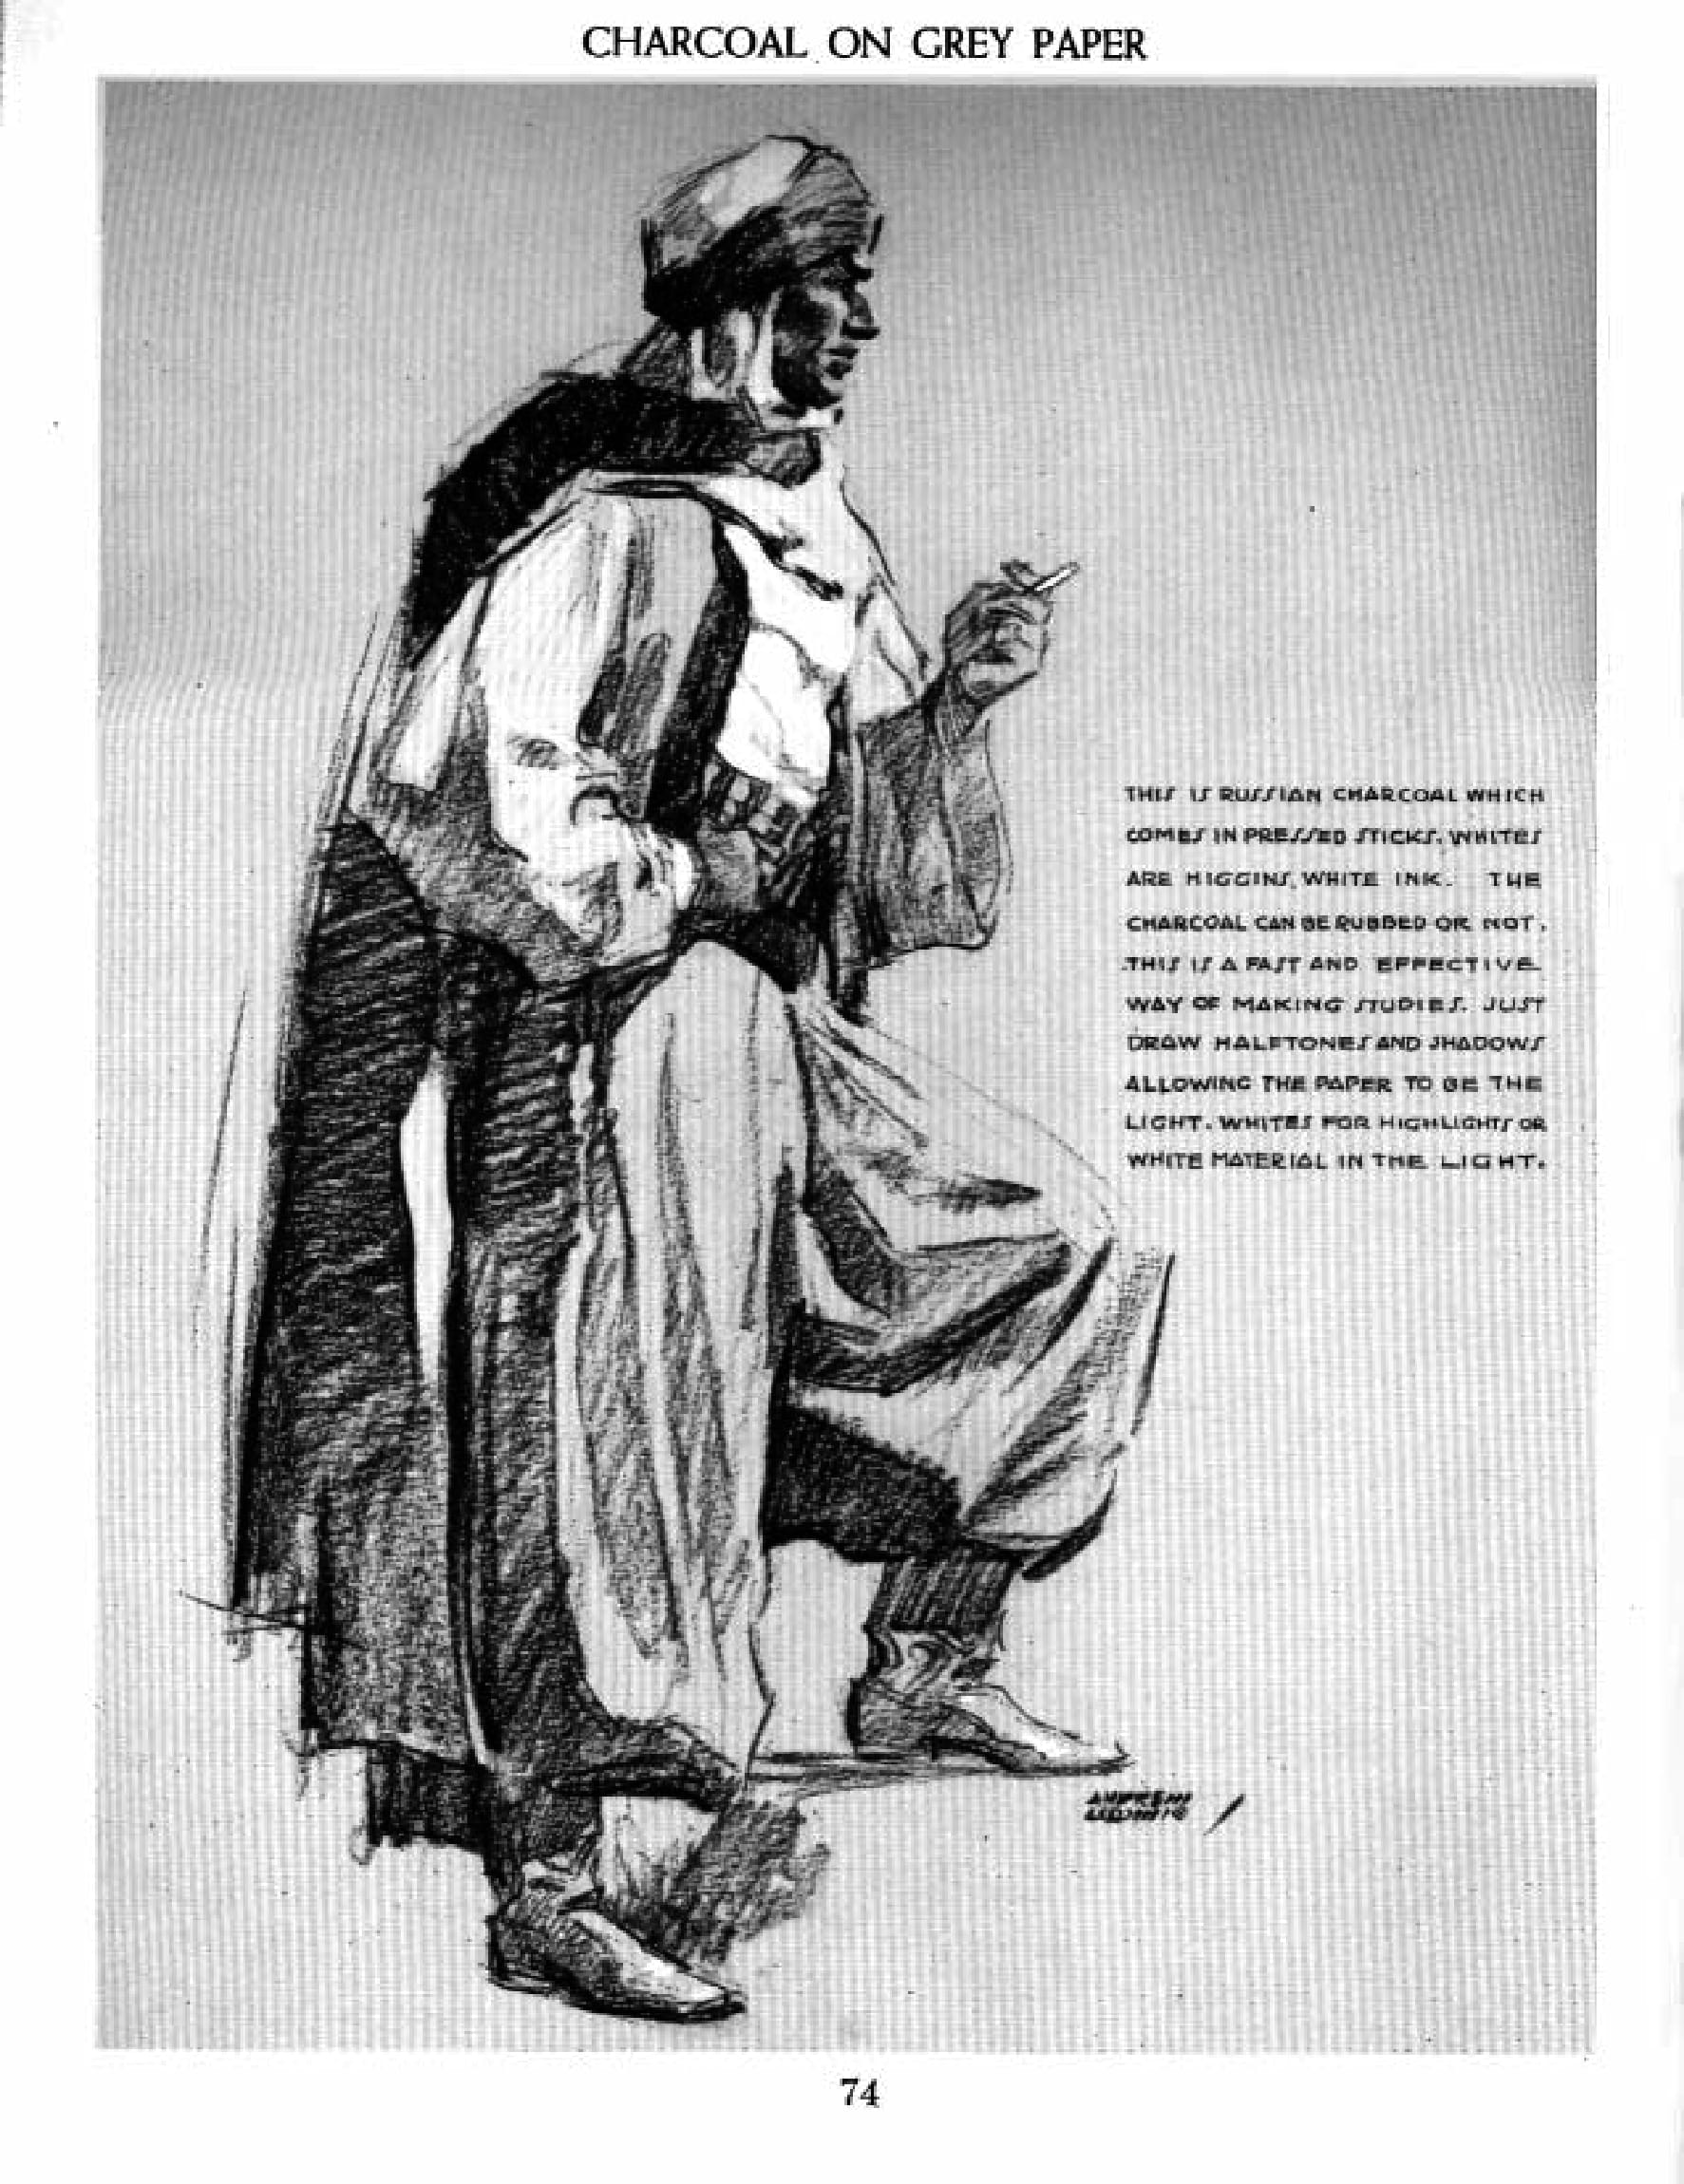 CHARCOAL ON GREY PAPER
THIS IS RUSSIAN CHARCOAL WHICH
COMES IN PRESSED STICKS. WHITES
ARE HIGGINS WHITE INK. THE
CHARCOAL CAN BE RUBBED OR NOT.
THIS IS A FAST AND EFFECTIVE
WAY OF MAKING STUDIES. JUST
DRAW HALFTONES AND SHADOWS
ALLOWING THE PAPER TO BE THE
LIGHT. WHITES FOR HIGHLIGHTS OR
WHITE MATERIAL IN THE LIGHT.
ANDREW
LOOMIS
74